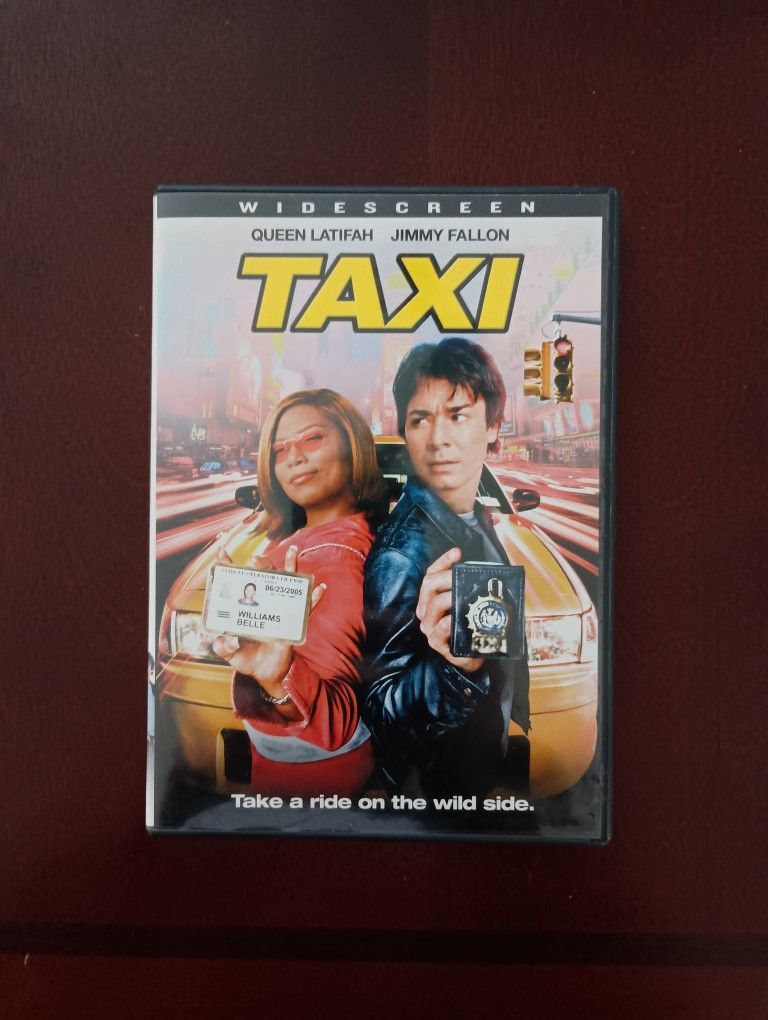 WIDESCREEN
QUEEN LATIFAH JIMMY FALLON
TAXI
06/23/2005
WILLIAMS
BELLE
Take a ride on the wild side.